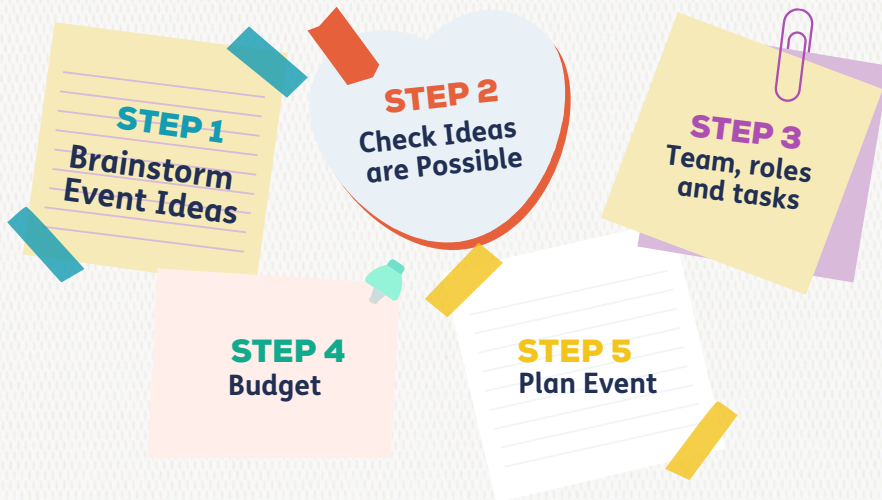 STEP 1
Brainstorm
Event Ideas
STEP 2
Check Ideas
are Possible
STEP 3
Team, roles
and tasks
STEP 4
Budget
STEP 5
Plan Event